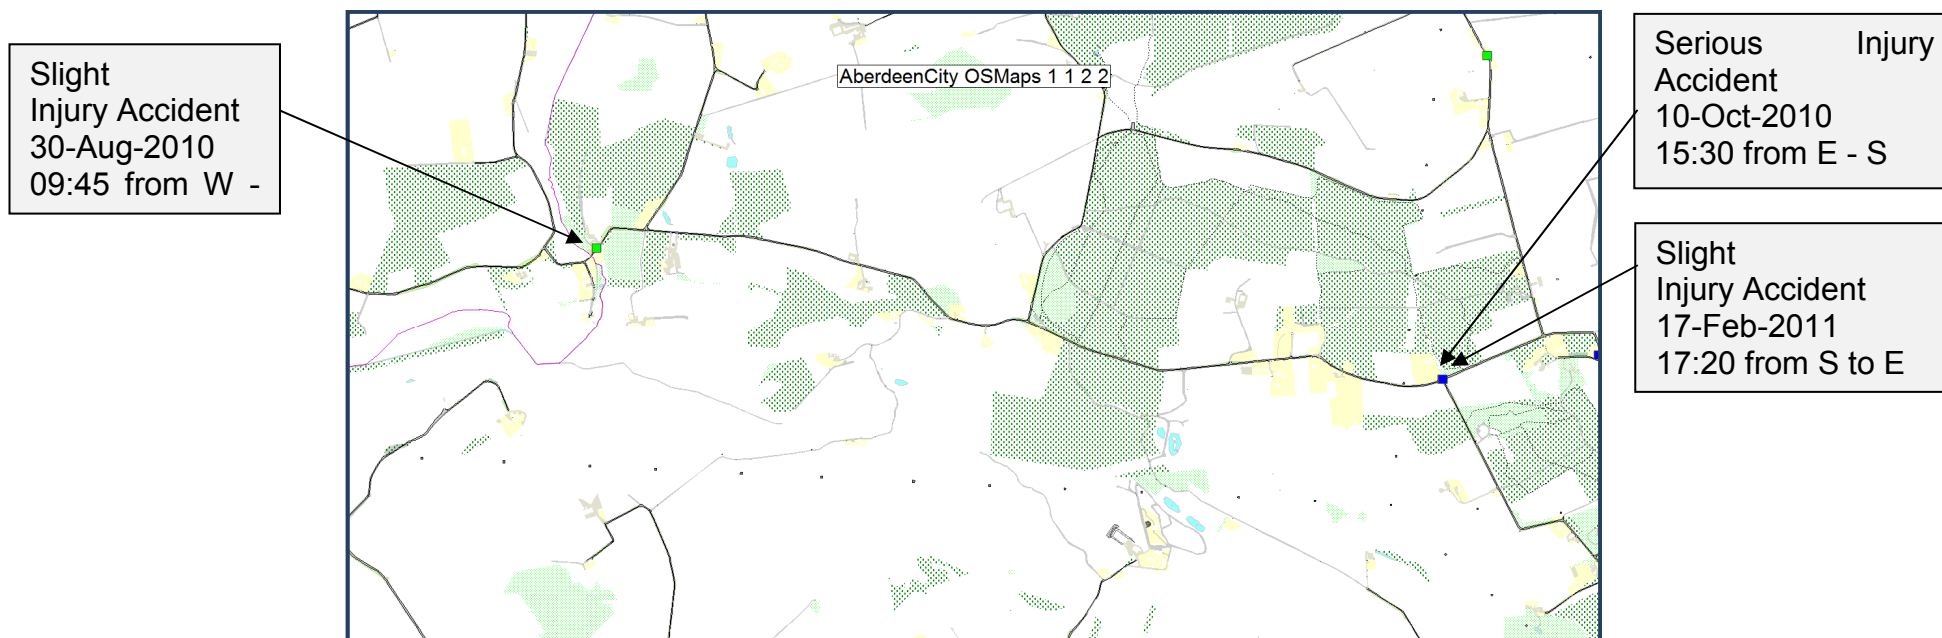 Slight
Injury Accident
30-Aug-2010
09:45 from W -
AberdeenCity OSMaps 1 1 2 2
Serious Injury
Accident
10-Oct-2010
15:30 from E - S
Slight
Injury Accident
17-Feb-2011
17:20 from S to E